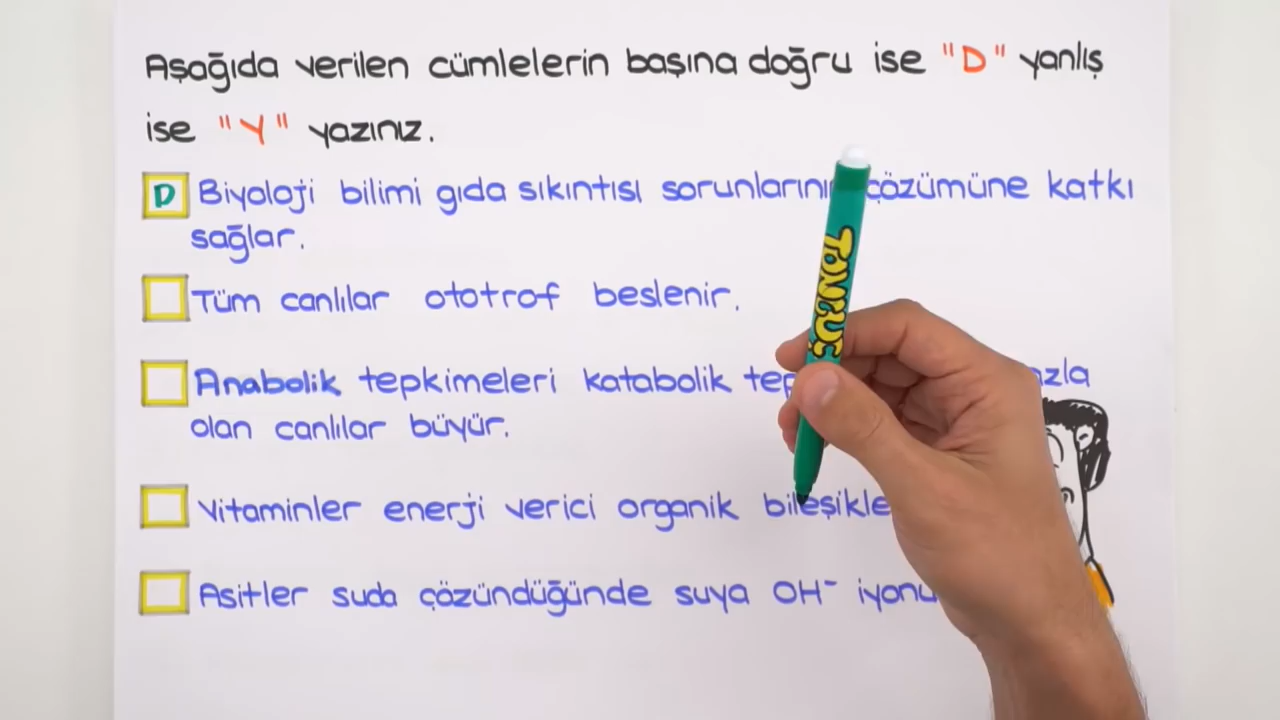 Aşağıda verilen cümlelerin başına doğru ise "D" yanlış
ise "Y" yazınız.
D Biyoloji bilimi gıda sıkıntısı sorunlarının çözümüne katkı
sağlar.
Tüm canlılar ototrof beslenir.
Anabolik tepkimeleri katabolik
olan canlılar büyür.
Vitaminler enerji verici organik
Asitler suda çözündüğünde suya OH⁻
TONGUÇ